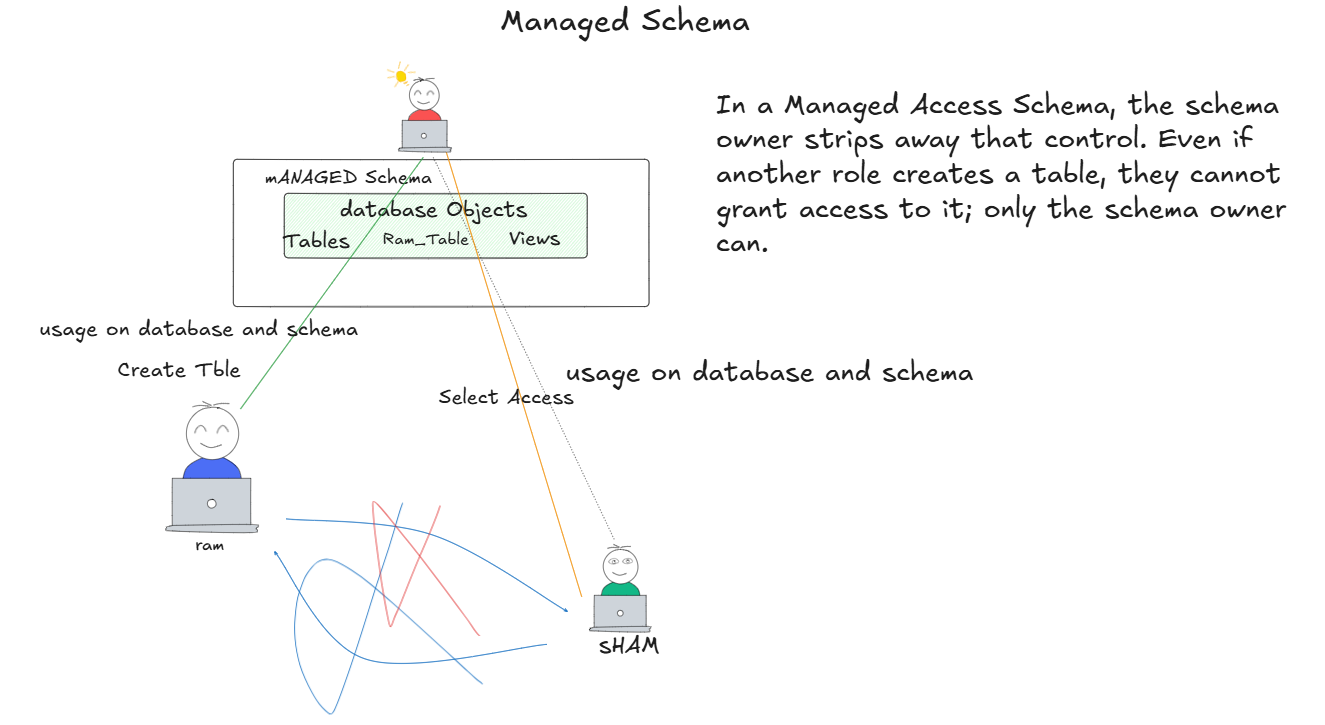 Managed Schema
In a Managed Access Schema, the schema
owner strips away that control. Even if
another role creates a table, they cannot
grant access to it; only the schema owner
can.
mANAGED Schema
database Objects
Tables Ram_Table Views
usage on database and schema
Create Tble
usage on database and schema
Select Access
ram
sHAM